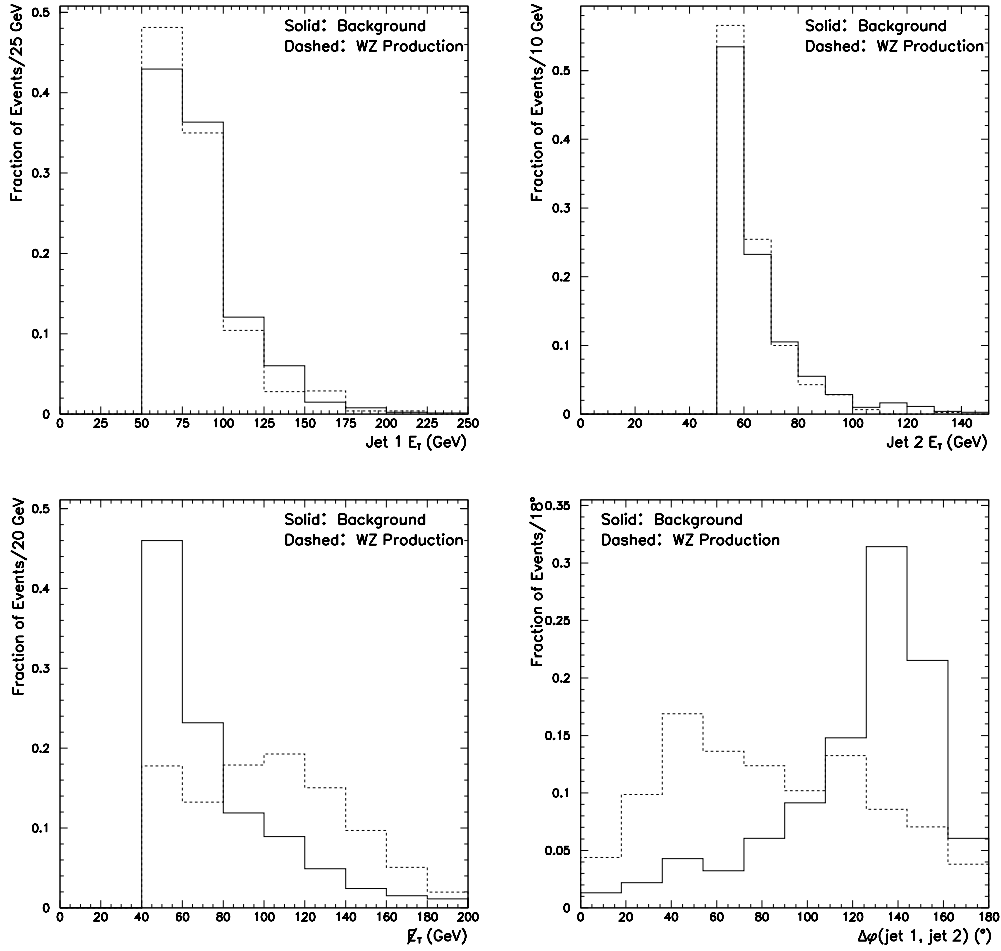 Fraction of Events/25 GeV
Solid: Background
Dashed: WZ Production
0.5
0.4
0.3
0.2
0.1
0
0 25 50 75 100 125 150 175 200 225 250
Jet 1 E_T (GeV)
Fraction of Events/10 GeV
Solid: Background
Dashed: WZ Production
0.5
0.4
0.3
0.2
0.1
0
0 20 40 60 80 100 120 140
Jet 2 E_T (GeV)
Fraction of Events/20 GeV
Solid: Background
Dashed: WZ Production
0.5
0.4
0.3
0.2
0.1
0
0 20 40 60 80 100 120 140 160 180 200
E̸_T (GeV)
Fraction of Events/18°
Solid: Background
Dashed: WZ Production
0.35
0.3
0.25
0.2
0.15
0.1
0.05
0
0 20 40 60 80 100 120 140 160 180
Δφ(jet 1, jet 2) (°)